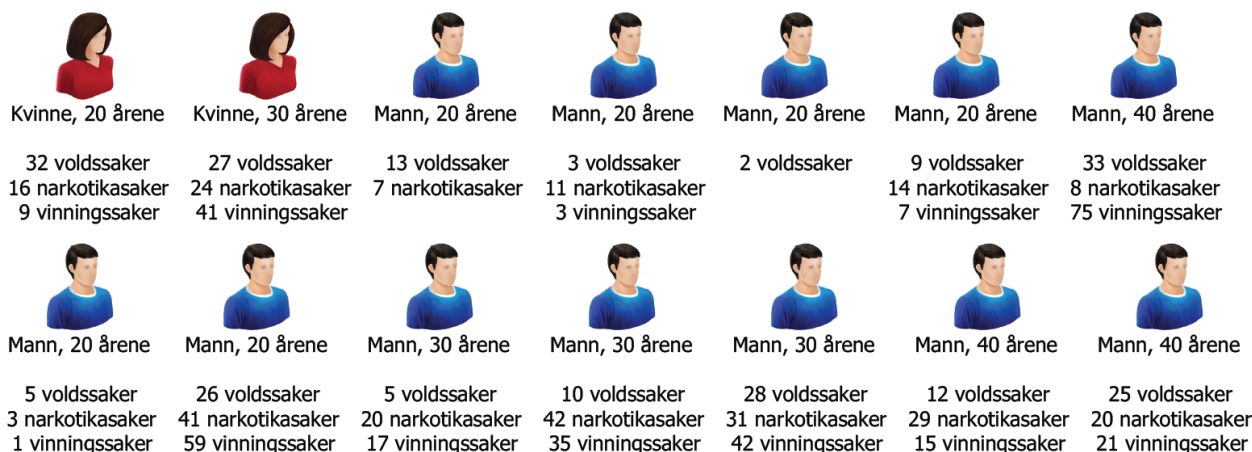 Kvinne, 20 årene
32 voldssaker
16 narkotikasaker
9 vinningssaker
Kvinne, 30 årene
27 voldssaker
24 narkotikasaker
41 vinningssaker
Mann, 20 årene
13 voldssaker
7 narkotikasaker
Mann, 20 årene
3 voldssaker
11 narkotikasaker
3 vinningssaker
Mann, 20 årene
2 voldssaker
Mann, 20 årene
9 voldssaker
14 narkotikasaker
7 vinningssaker
Mann, 40 årene
33 voldssaker
8 narkotikasaker
75 vinningssaker
Mann, 20 årene
5 voldssaker
3 narkotikasaker
1 vinningssaker
Mann, 20 årene
26 voldssaker
41 narkotikasaker
59 vinningssaker
Mann, 30 årene
5 voldssaker
20 narkotikasaker
17 vinningssaker
Mann, 30 årene
10 voldssaker
42 narkotikasaker
35 vinningssaker
Mann, 30 årene
28 voldssaker
31 narkotikasaker
42 vinningssaker
Mann, 40 årene
12 voldssaker
29 narkotikasaker
15 vinningssaker
Mann, 40 årene
25 voldssaker
20 narkotikasaker
21 vinningssaker